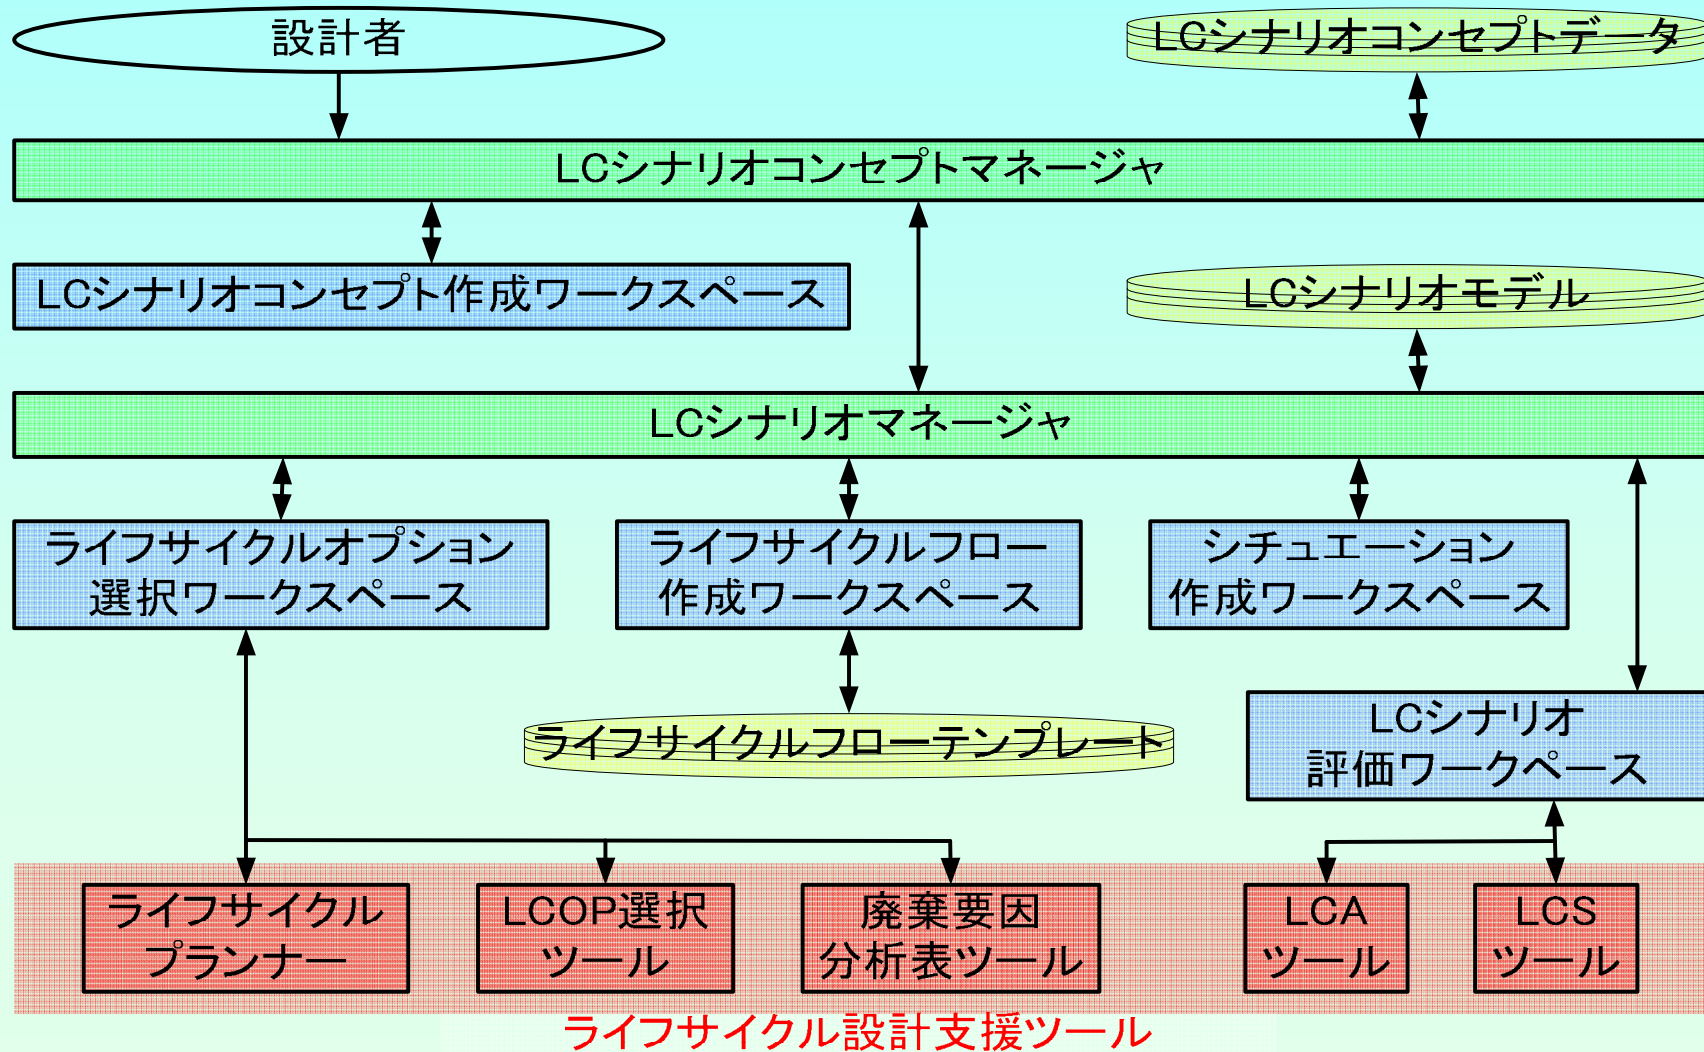 設計者
LCシナリオコンセプトデータ
LCシナリオコンセプトマネージャ
LCシナリオコンセプト作成ワークスペース
LCシナリオモデル
LCシナリオマネージャ
ライフサイクルオプション
選択ワークスペース
ライフサイクルフロー
作成ワークスペース
シチュエーション
作成ワークスペース
ライフサイクルフローテンプレート
LCシナリオ
評価ワークペース
ライフサイクル
プランナー
LCOP選択
ツール
廃棄要因
分析表ツール
LCA
ツール
LCS
ツール
ライフサイクル設計支援ツール